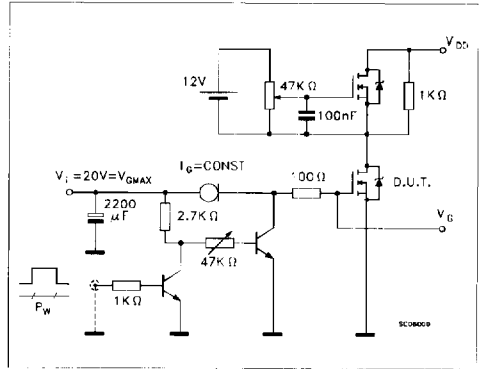 V_DD
12V
47KΩ
100nF
1KΩ
V_i =20V=V_GMAX
I_G=CONST
100Ω
D.U.T.
2200
μF
2.7KΩ
V_G
47KΩ
1KΩ
P_W
SC06000